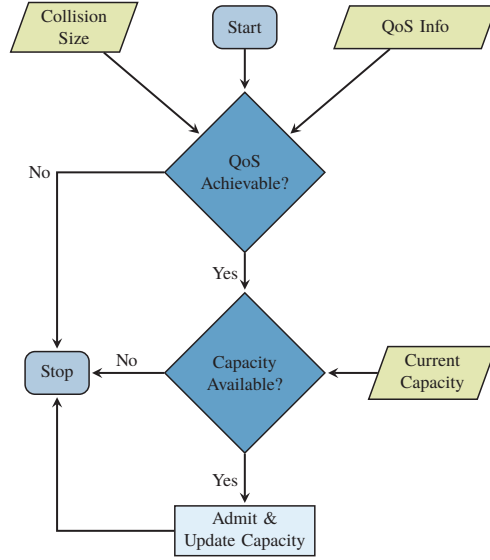 Collision
Size
Start
QoS Info
QoS
Achievable?
No
Yes
Stop
No
Capacity
Available?
Current
Capacity
Yes
Admit &
Update Capacity